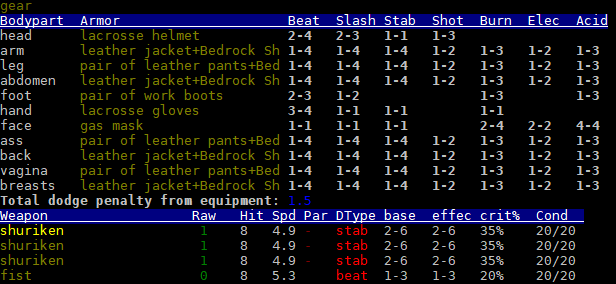 gear
Bodypart Armor Beat Slash Stab Shot Burn Elec Acid
head lacrosse helmet 2-4 2-3 1-1 1-3
arm leather jacket+Bedrock Sh 1-4 1-4 1-4 1-2 1-3 1-2 1-3
leg pair of leather pants+Bed 1-4 1-4 1-4 1-2 1-3 1-2 1-3
abdomen leather jacket+Bedrock Sh 1-4 1-4 1-4 1-2 1-3 1-2 1-3
foot pair of work boots 2-3 1-2 1-3 1-3
hand lacrosse gloves 3-4 1-1 1-1 1-1
face gas mask 1-1 1-1 1-1 2-4 2-2 4-4
ass pair of leather pants+Bed 1-4 1-4 1-4 1-2 1-3 1-2 1-3
back leather jacket+Bedrock Sh 1-4 1-4 1-4 1-2 1-3 1-2 1-3
vagina pair of leather pants+Bed 1-4 1-4 1-4 1-2 1-3 1-2 1-3
breasts leather jacket+Bedrock Sh 1-4 1-4 1-4 1-2 1-3 1-2 1-3
Total dodge penalty from equipment: 1.5
Weapon Raw Hit Spd Par DType base effec crit% Cond
shuriken 1 8 4.9 - stab 2-6 2-6 35% 20/20
shuriken 1 8 4.9 - stab 2-6 2-6 35% 20/20
shuriken 1 8 4.9 - stab 2-6 2-6 35% 20/20
fist 0 8 5.3 beat 1-3 1-3 20% 20/20